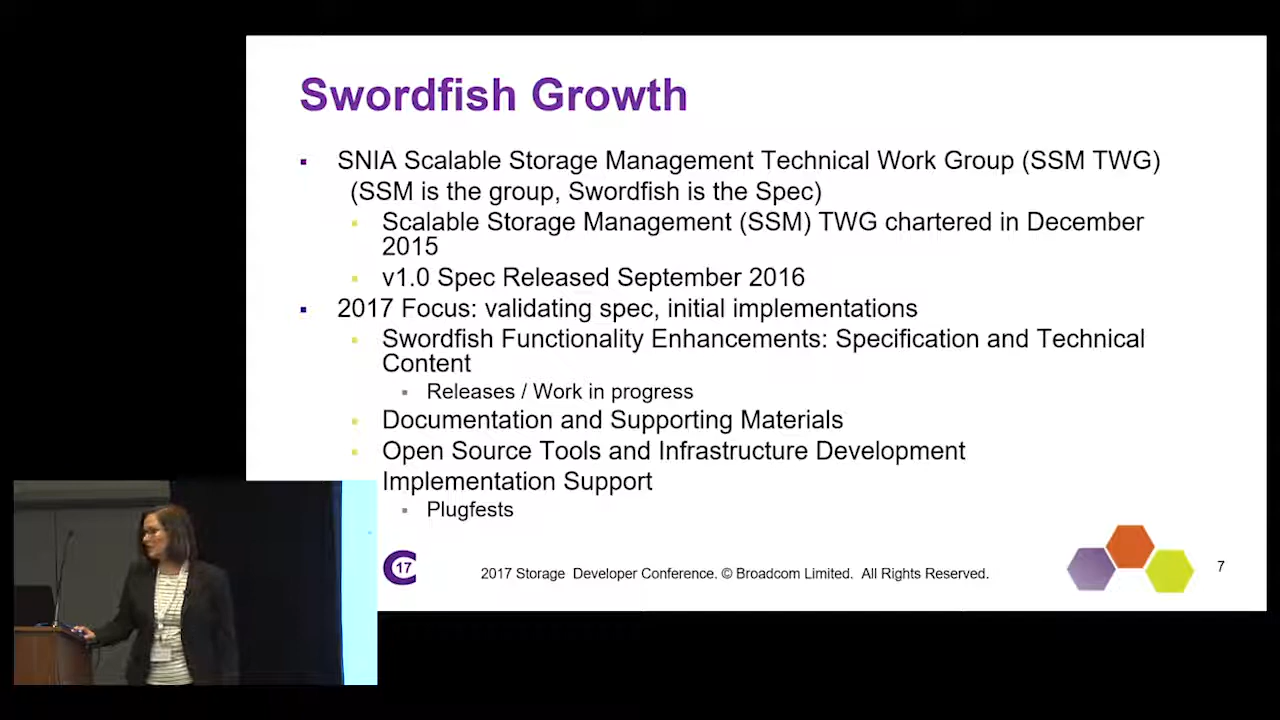 Swordfish Growth
SNIA Scalable Storage Management Technical Work Group (SSM TWG)
(SSM is the group, Swordfish is the Spec)
Scalable Storage Management (SSM) TWG chartered in December
2015
v1.0 Spec Released September 2016
2017 Focus: validating spec, initial implementations
Swordfish Functionality Enhancements: Specification and Technical
Content
Releases / Work in progress
Documentation and Supporting Materials
Open Source Tools and Infrastructure Development
Implementation Support
Plugfests
17
2017 Storage Developer Conference. © Broadcom Limited. All Rights Reserved.
7